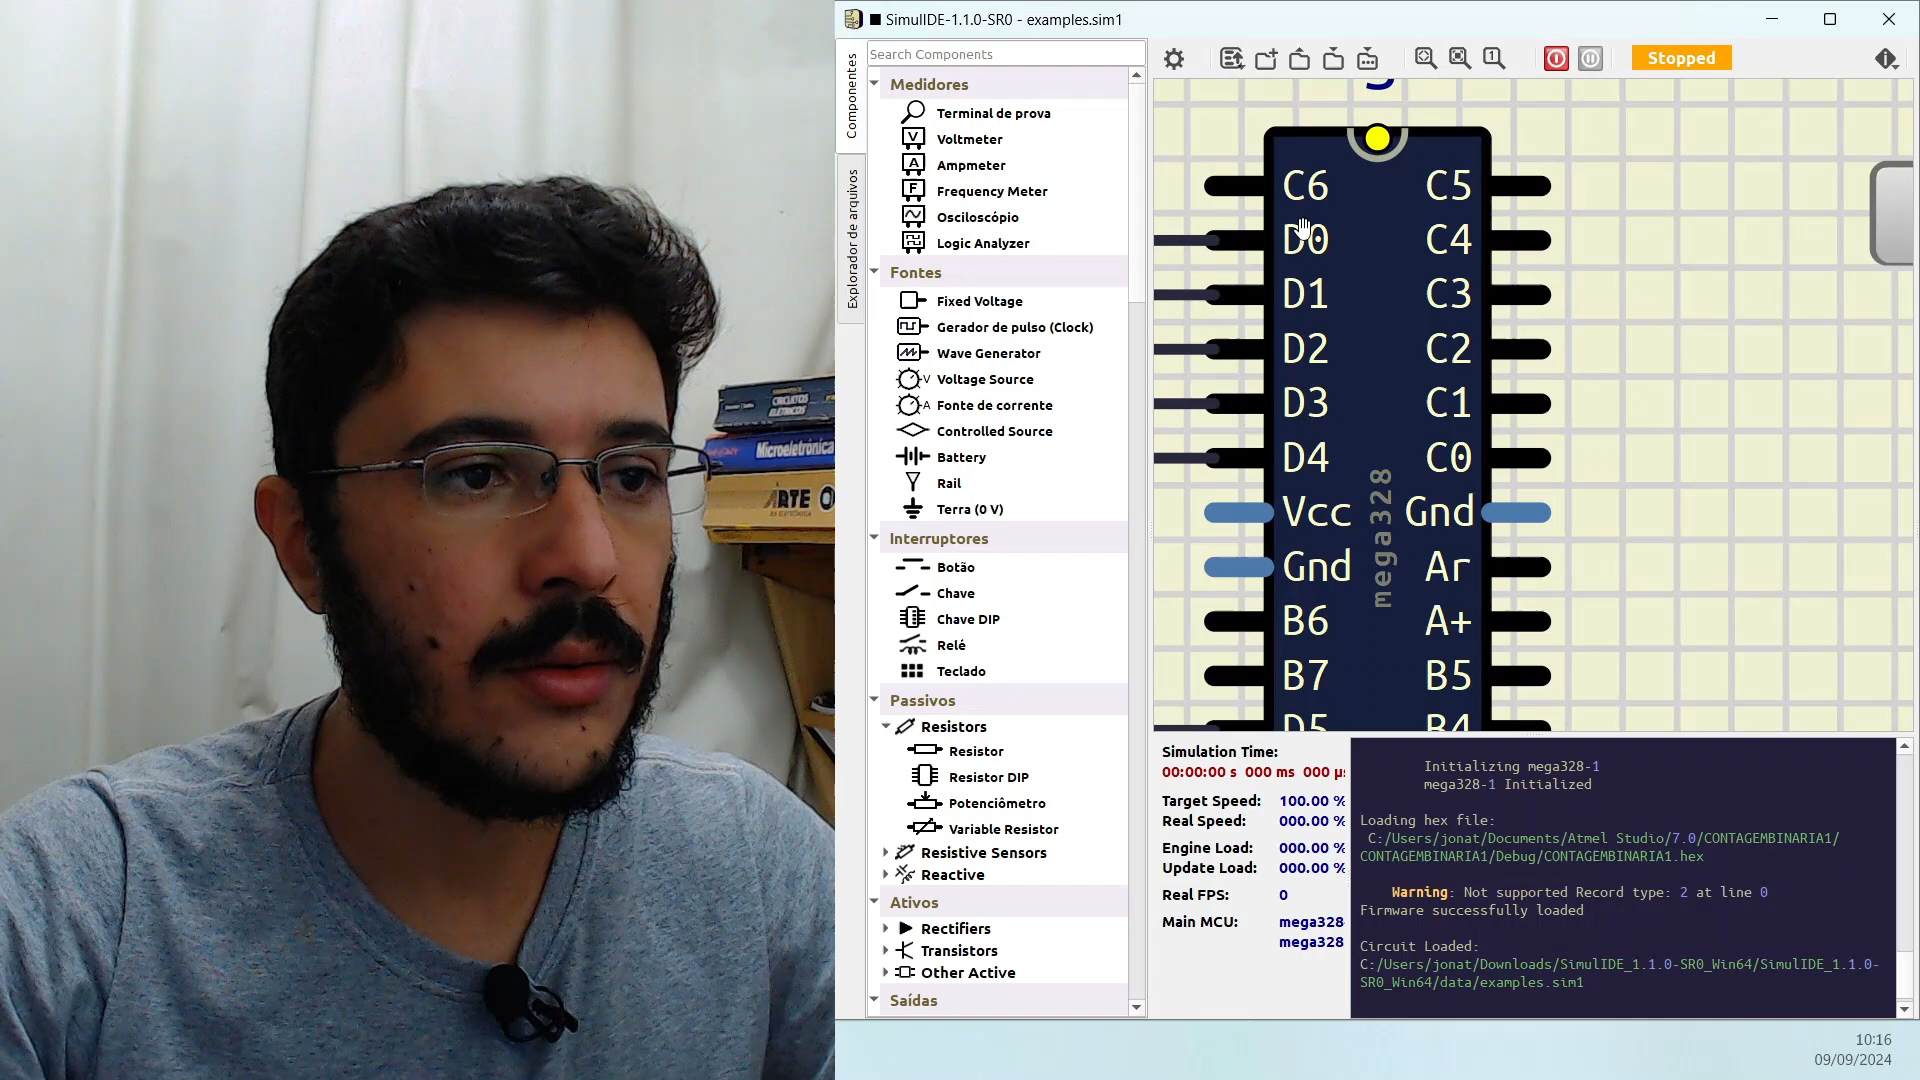 SimulIDE-1.1.0-SR0 - examples.sim1
Componentes
Explorador de arquivos
Search Components
Medidores
Terminal de prova
Voltmeter
Ampmeter
Frequency Meter
Osciloscópio
Logic Analyzer
Fontes
Fixed Voltage
Gerador de pulso (Clock)
Wave Generator
Voltage Source
Fonte de corrente
Controlled Source
Battery
Rail
Terra (0 V)
Interruptores
Botão
Chave
Chave DIP
Relé
Teclado
Passivos
Resistors
Resistor
Resistor DIP
Potenciômetro
Variable Resistor
Resistive Sensors
Reactive
Ativos
Rectifiers
Transistors
Other Active
Saídas
Stopped
C6 C5
D0 C4
D1 C3
D2 C2
D3 C1
D4 C0
Vcc Gnd
Gnd Ar
B6 A+
B7 B5
D5 B4
mega328
Simulation Time:
00:00:00 s 000 ms 000 µs
Target Speed: 100.00 %
Real Speed: 000.00 %
Engine Load: 000.00 %
Update Load: 000.00 %
Real FPS: 0
Main MCU: mega328-
mega328
Initializing mega328-1
mega328-1 Initialized
Loading hex file:
C:/Users/jonat/Documents/Atmel Studio/7.0/CONTAGEMBINARIA1/
CONTAGEMBINARIA1/Debug/CONTAGEMBINARIA1.hex
Warning: Not supported Record type: 2 at line 0
Firmware successfully loaded
Circuit Loaded:
C:/Users/jonat/Downloads/SimulIDE_1.1.0-SR0_Win64/SimulIDE_1.1.0-
SR0_Win64/data/examples.sim1
10:16
09/09/2024
CIRCUITOS
ELÉTRICOS
Microeletrônica
ARTE